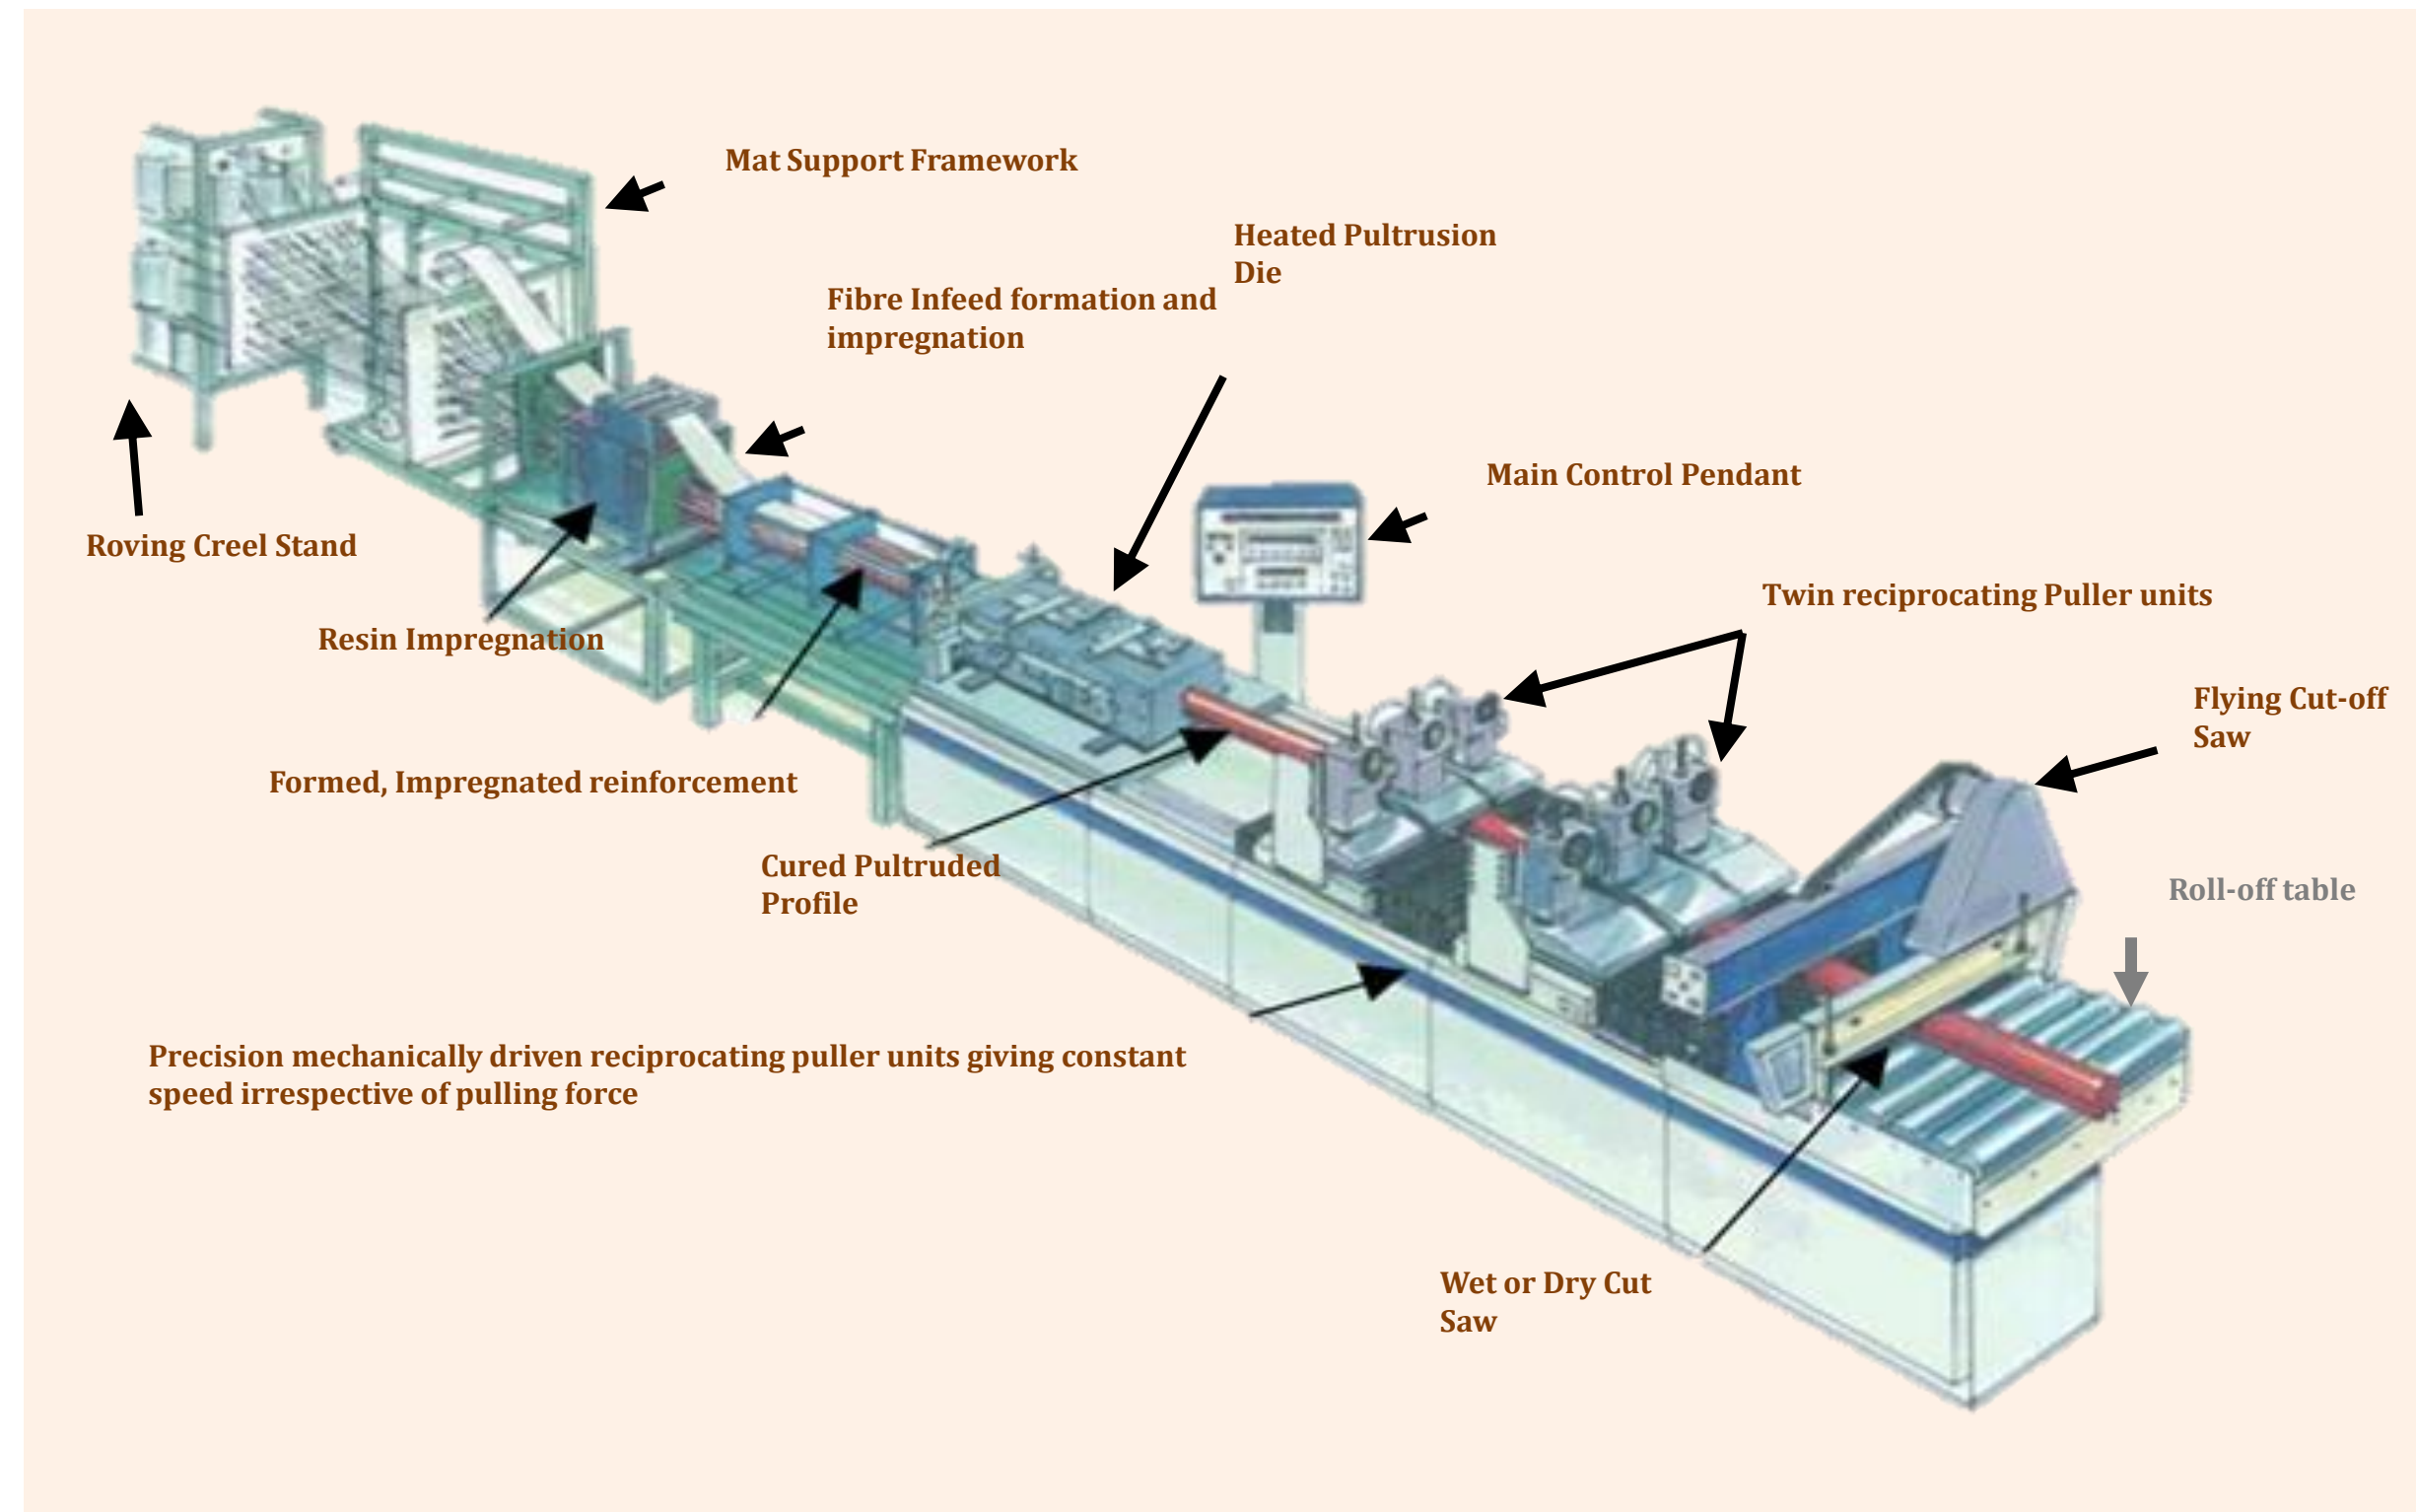 Mat Support Framework
Heated Pultrusion
Die
Fibre Infeed formation and
impregnation
Main Control Pendant
Roving Creel Stand
Twin reciprocating Puller units
Resin Impregnation
Flying Cut-off
Saw
Formed, Impregnated reinforcement
Cured Pultruded
Profile
Roll-off table
Precision mechanically driven reciprocating puller units giving constant
speed irrespective of pulling force
Wet or Dry Cut
Saw